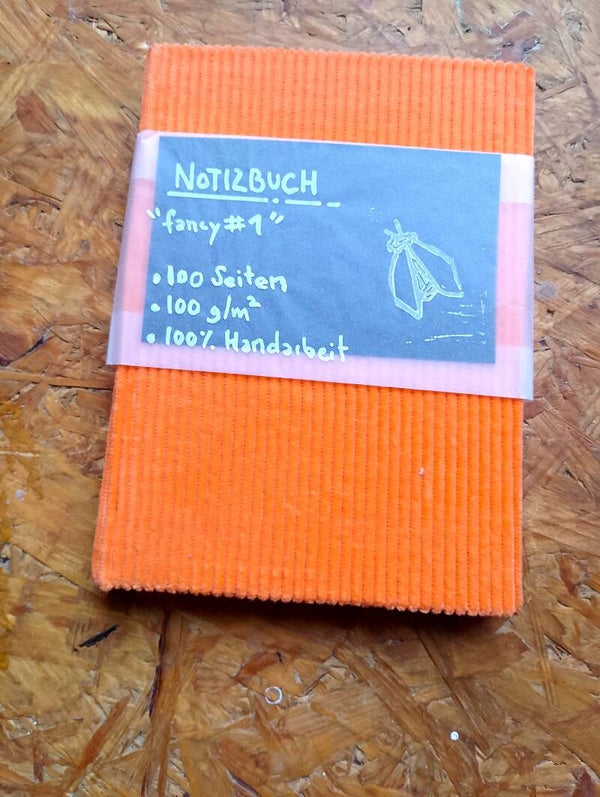 NOTIZBUCH
"fancy #1"
• 100 Seiten
• 100 g/m²
• 100% Handarbeit